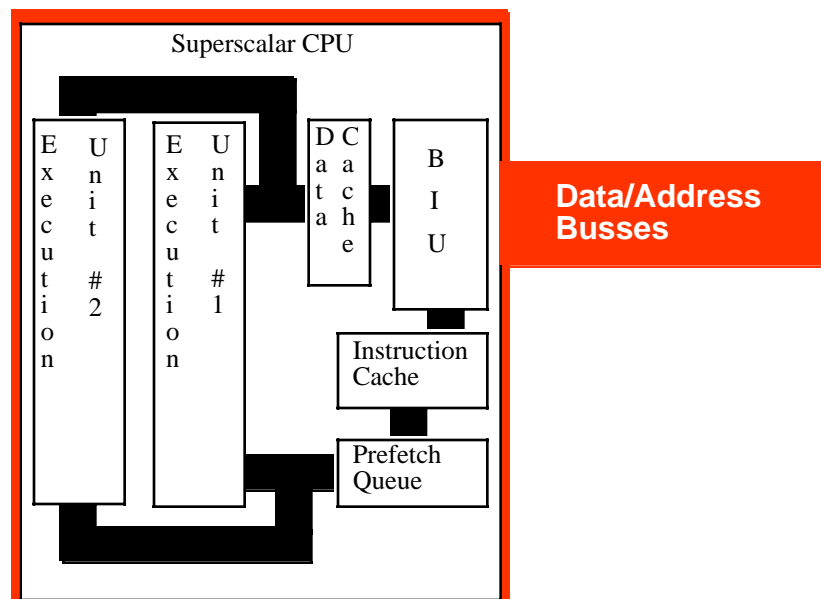 Superscalar CPU
Execution
Unit #2
Execution
Unit #1
Data
Cache
BIU
Data/Address
Busses
Instruction
Cache
Prefetch
Queue